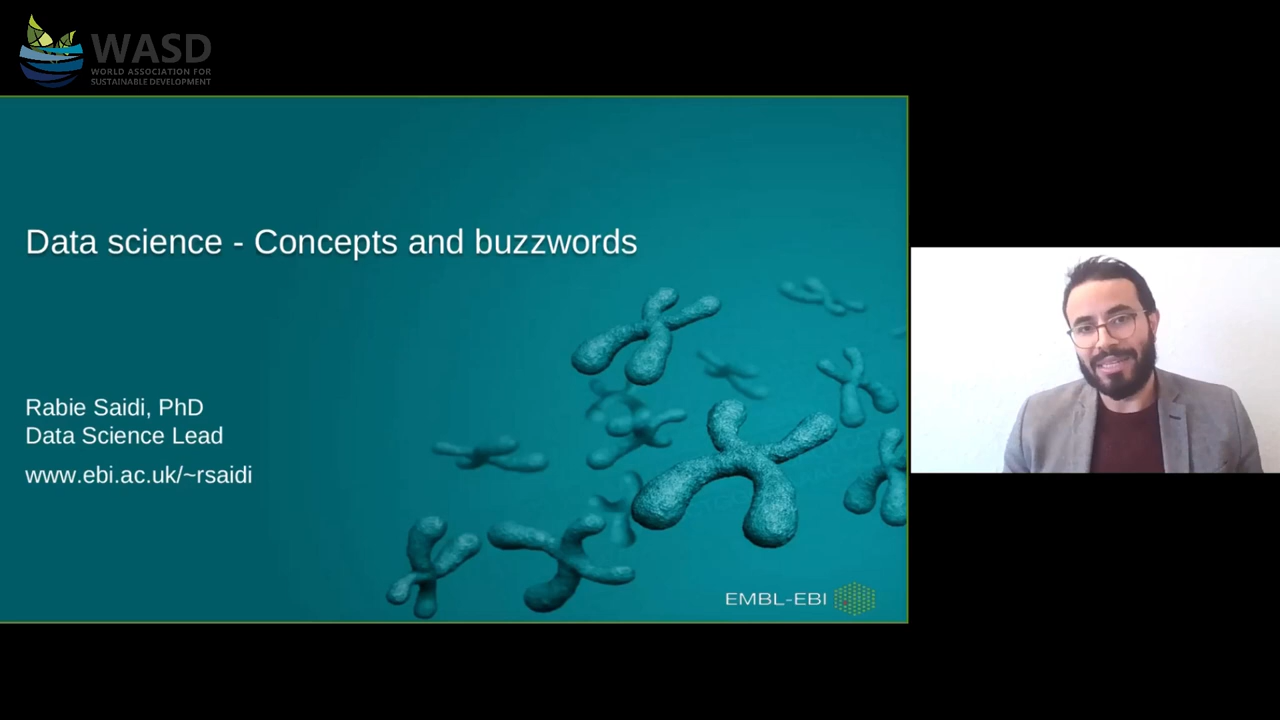 WASD
WORLD ASSOCIATION FOR
SUSTAINABLE DEVELOPMENT
Data science - Concepts and buzzwords
Rabie Saidi, PhD
Data Science Lead
www.ebi.ac.uk/~rsaidi
EMBL-EBI